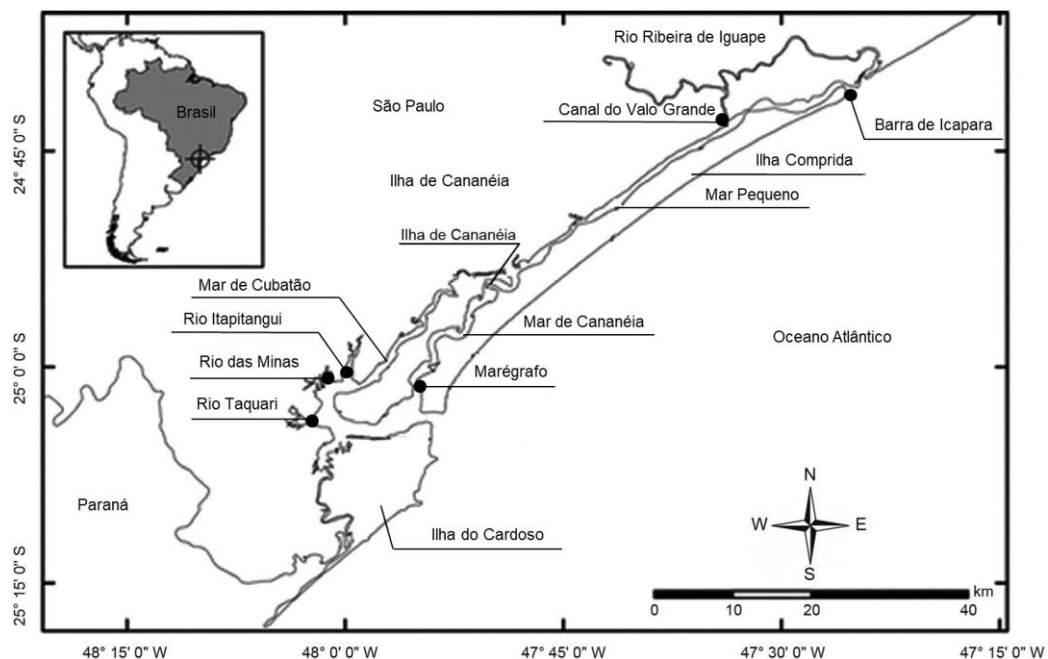 Brasil
São Paulo
Rio Ribeira de Iguape
Canal do Valo Grande
Barra de Icapara
Ilha Comprida
Ilha de Cananéia
Mar Pequeno
Ilha de Cananéia
Mar de Cubatão
Rio Itapitangui
Mar de Cananéia
Oceano Atlântico
Rio das Minas
Marégrafo
Rio Taquari
Paraná
Ilha do Cardoso
N
W E
S
km
0 10 20 40
24° 45' 0'' S
25° 0' 0'' S
25° 15' 0'' S
48° 15' 0" W 48° 0' 0" W 47° 45' 0" W 47° 30' 0" W 47° 15' 0" W